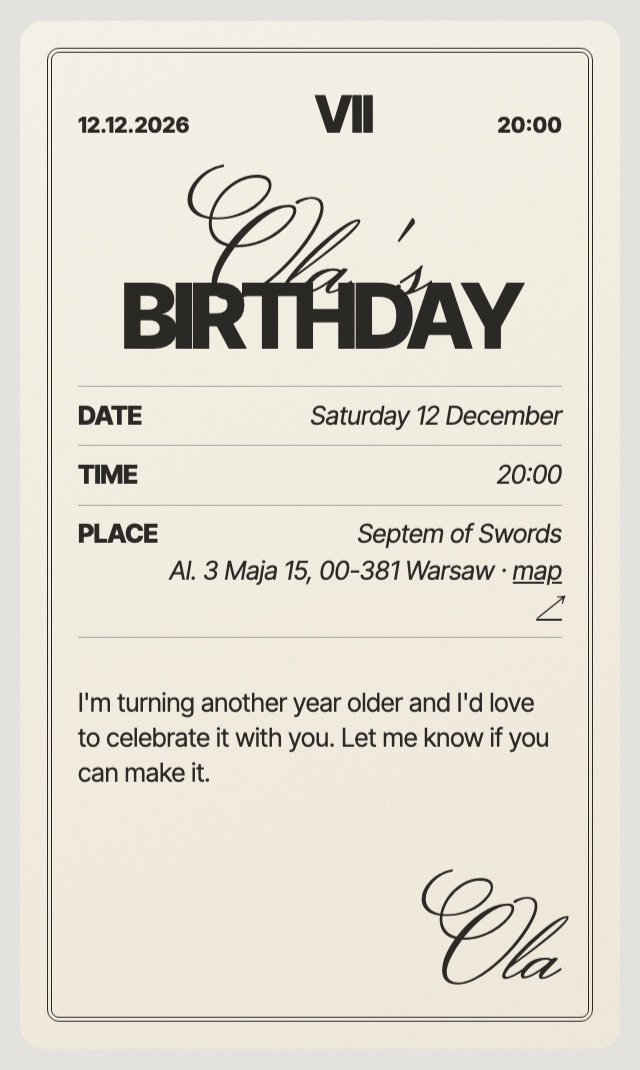 12.12.2026 VII 20:00
Ola's
BIRTHDAY
DATE Saturday 12 December
TIME 20:00
PLACE Septem of Swords
Al. 3 Maja 15, 00-381 Warsaw · map
↗
I'm turning another year older and I'd love
to celebrate it with you. Let me know if you
can make it.
Ola